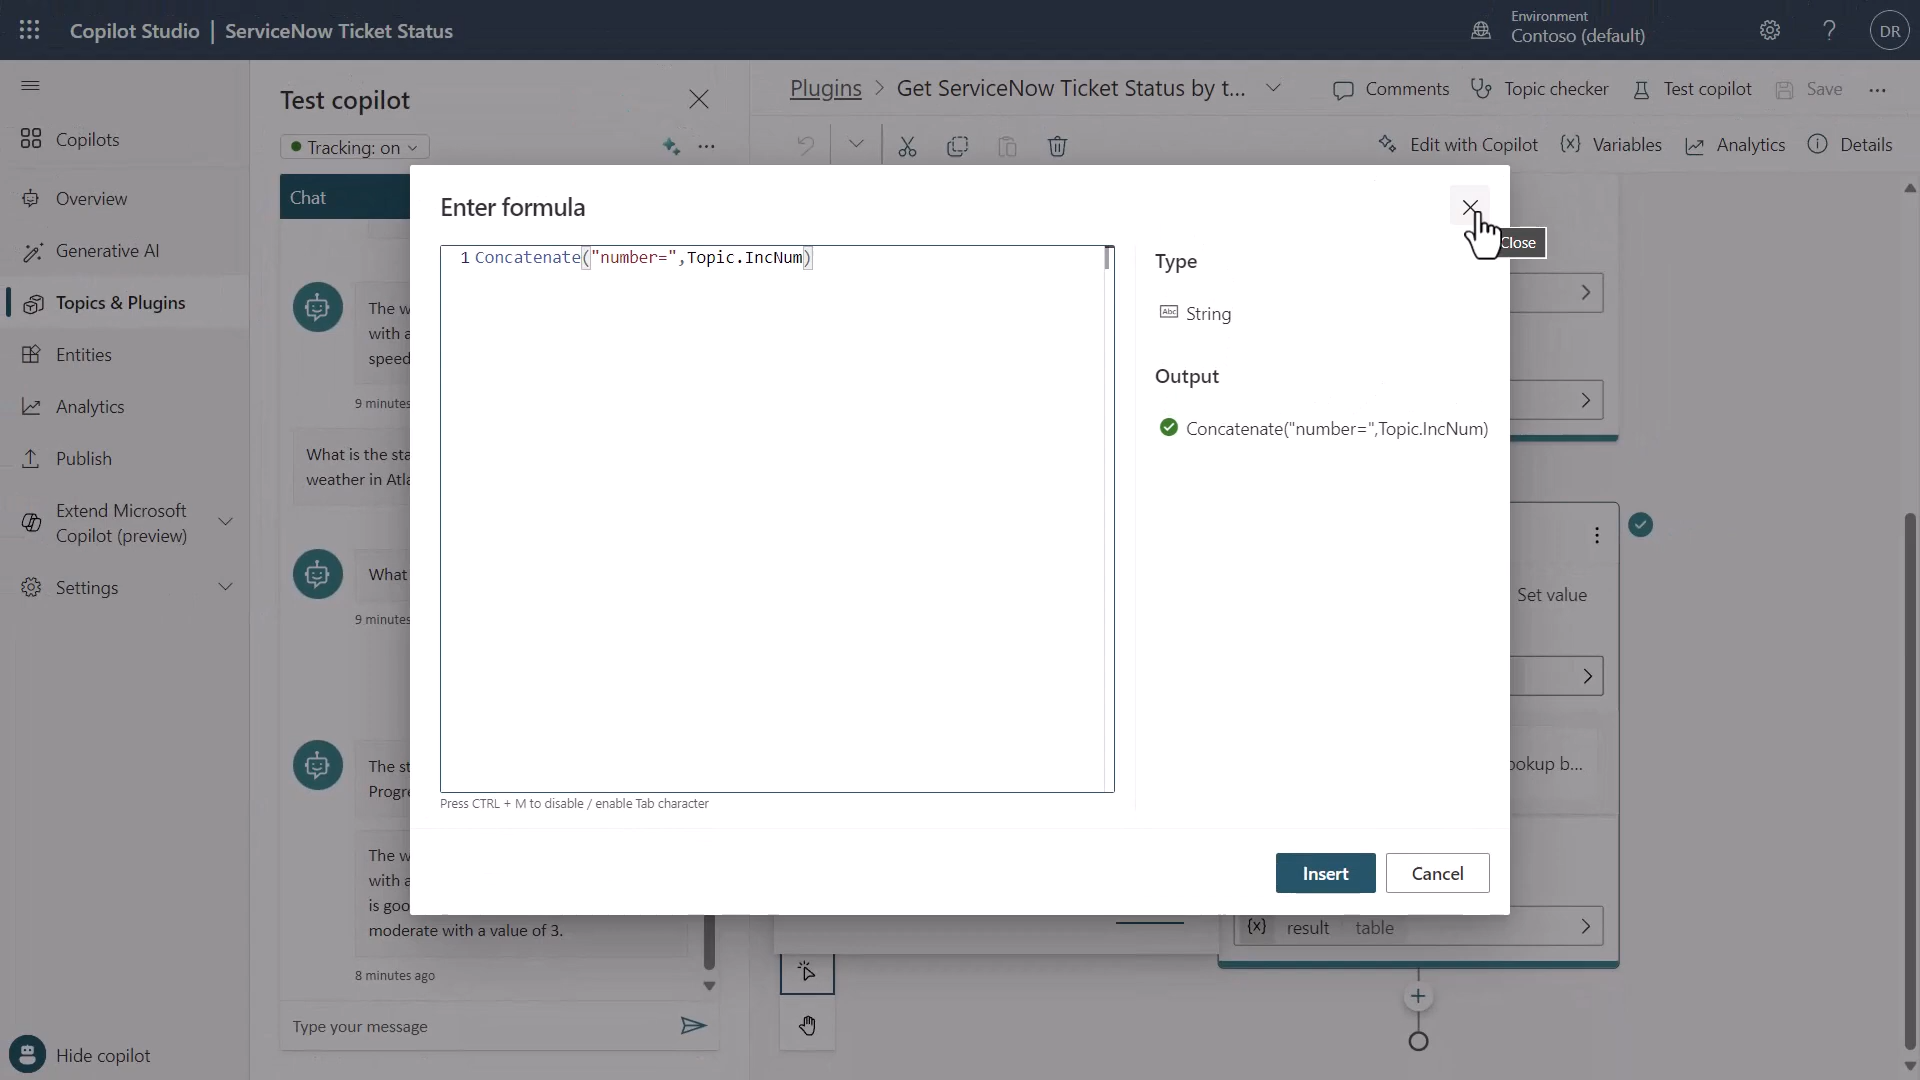 Copilot Studio | ServiceNow Ticket Status
Environment
Contoso (default)
DR
Copilots
Overview
Generative AI
Topics & Plugins
Entities
Analytics
Publish
Extend Microsoft
Copilot (preview)
Settings
Hide copilot
Test copilot
Tracking: on
Chat
The w
with a
speed
9 minutes
What is the sta
weather in Atla
What
9 minutes
The st
Progre
The w
with a
is goo
moderate with a value of 3.
8 minutes ago
Type your message
Plugins > Get ServiceNow Ticket Status by t...
Comments
Topic checker
Test copilot
Save
Edit with Copilot
Variables
Analytics
Details
Enter formula
Close
1 Concatenate("number=",Topic.IncNum)
Press CTRL + M to disable / enable Tab character
Type
Abc String
Output
Concatenate("number=",Topic.IncNum)
Insert
Cancel
Set value
ookup b...
{x} result table